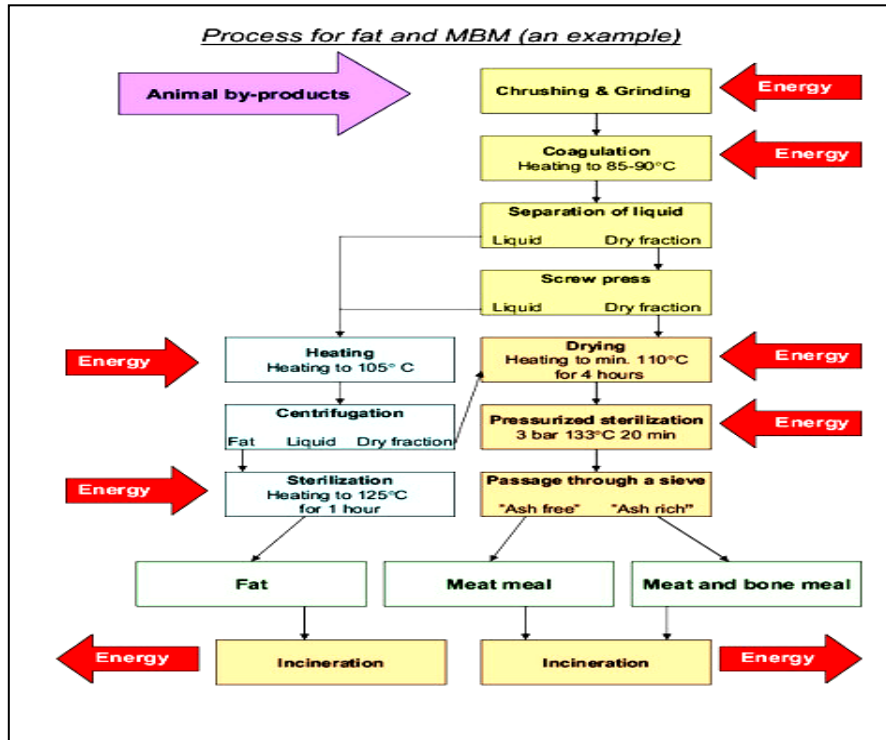 Process for fat and MBM (an example)
Animal by-products
Chrushing & Grinding
Energy
Coagulation
Heating to 85-90°C
Energy
Separation of liquid
Liquid Dry fraction
Screw press
Liquid Dry fraction
Energy
Heating
Heating to 105° C
Drying
Heating to min. 110°C
for 4 hours
Energy
Centrifugation
Fat Liquid Dry fraction
Pressurized sterilization
3 bar 133°C 20 min
Energy
Energy
Sterilization
Heating to 125°C
for 1 hour
Passage through a sieve
"Ash free" "Ash rich"
Fat
Meat meal
Meat and bone meal
Energy
Incineration
Incineration
Energy